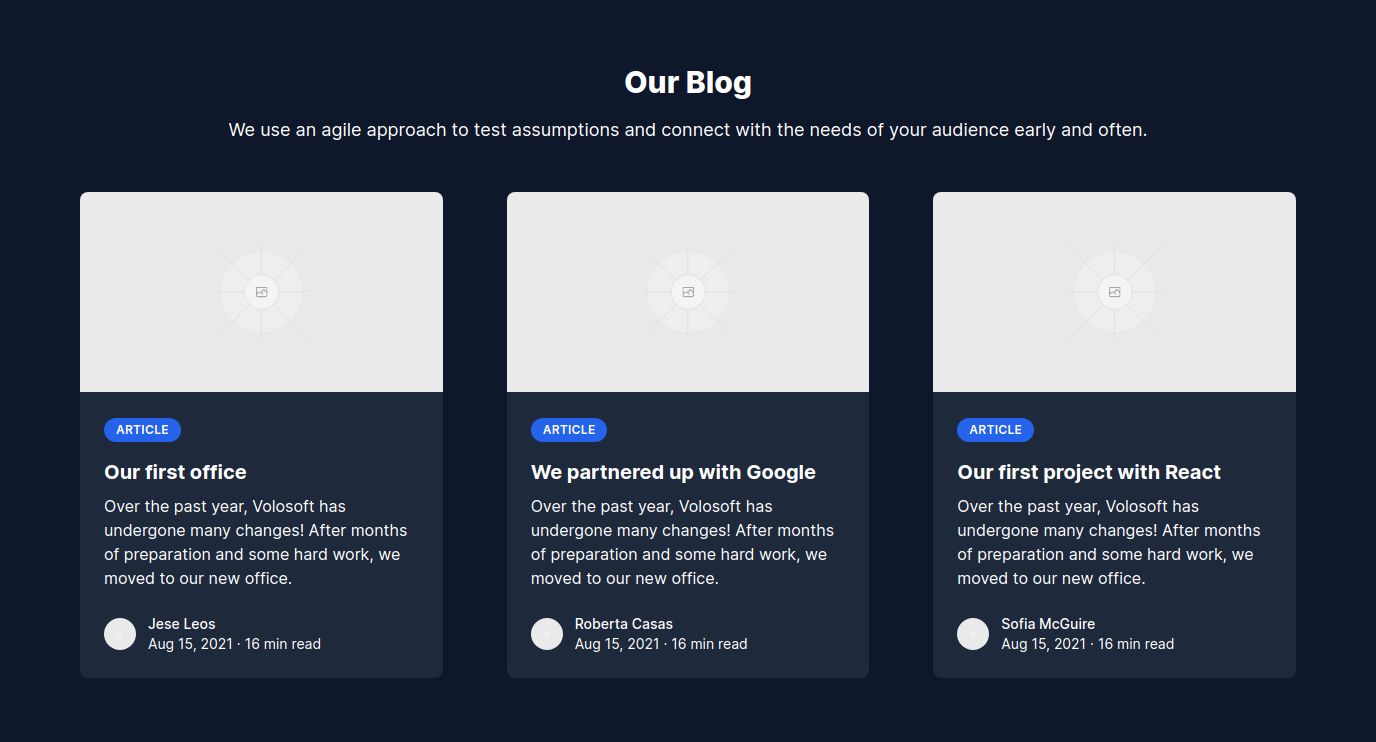 Our Blog
We use an agile approach to test assumptions and connect with the needs of your audience early and often.
ARTICLE
Our first office
Over the past year, Volosoft has
undergone many changes! After months
of preparation and some hard work, we
moved to our new office.
Jese Leos
Aug 15, 2021 · 16 min read
ARTICLE
We partnered up with Google
Over the past year, Volosoft has
undergone many changes! After months
of preparation and some hard work, we
moved to our new office.
Roberta Casas
Aug 15, 2021 · 16 min read
ARTICLE
Our first project with React
Over the past year, Volosoft has
undergone many changes! After months
of preparation and some hard work, we
moved to our new office.
Sofia McGuire
Aug 15, 2021 · 16 min read